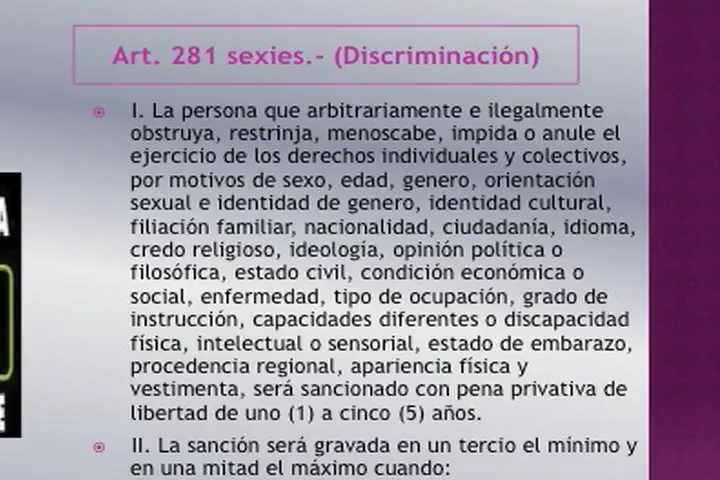 Art. 281 sexies.- (Discriminación)
I. La persona que arbitrariamente e ilegalmente
obstruya, restrinja, menoscabe, impida o anule el
ejercicio de los derechos individuales y colectivos,
por motivos de sexo, edad, genero, orientación
sexual e identidad de genero, identidad cultural,
filiación familiar, nacionalidad, ciudadanía, idioma,
credo religioso, ideología, opinión política o
filosófica, estado civil, condición económica o
social, enfermedad, tipo de ocupación, grado de
instrucción, capacidades diferentes o discapacidad
física, intelectual o sensorial, estado de embarazo,
procedencia regional, apariencia física y
vestimenta, será sancionado con pena privativa de
libertad de uno (1) a cinco (5) años.
II. La sanción será gravada en un tercio el mínimo y
en una mitad el máximo cuando:
A
E